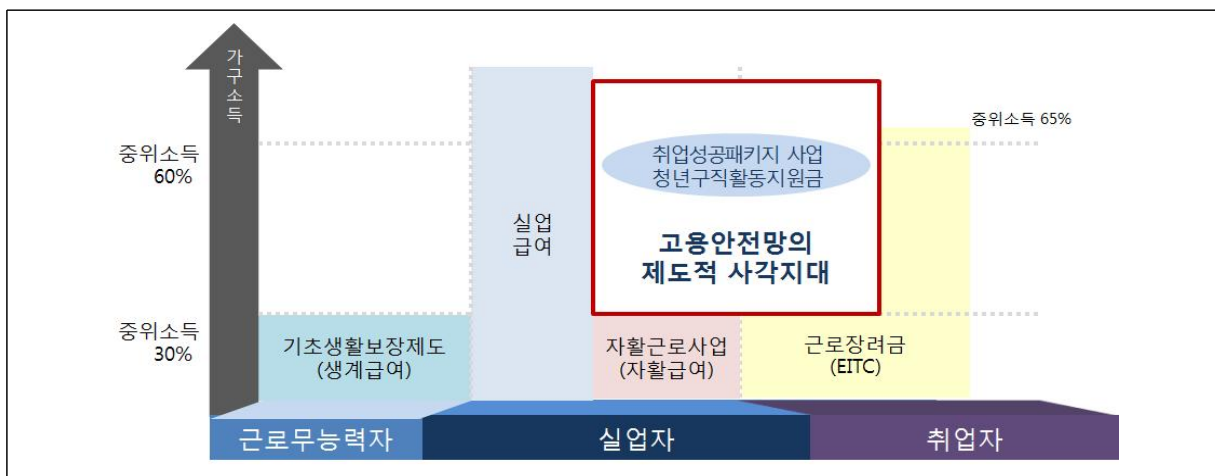 가구소득
중위소득 65%
중위소득
60%
취업성공패키지 사업
청년구직활동지원금
실업
급여
고용안전망의
제도적 사각지대
중위소득
30%
기초생활보장제도
(생계급여)
자활근로사업
(자활급여)
근로장려금
(EITC)
근로무능력자
실업자
취업자